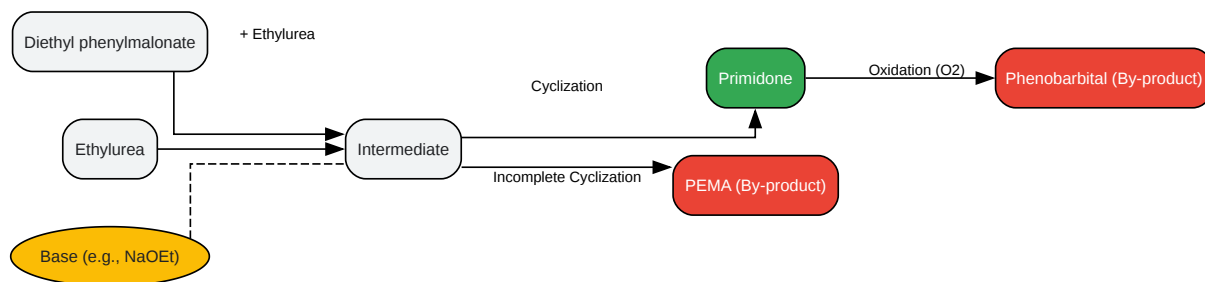 Diethyl phenylmalonate
+ Ethylurea
Ethylurea
Base (e.g., NaOEt)
Intermediate
Cyclization
Incomplete Cyclization
Primidone
PEMA (By-product)
Oxidation (O2)
Phenobarbital (By-product)